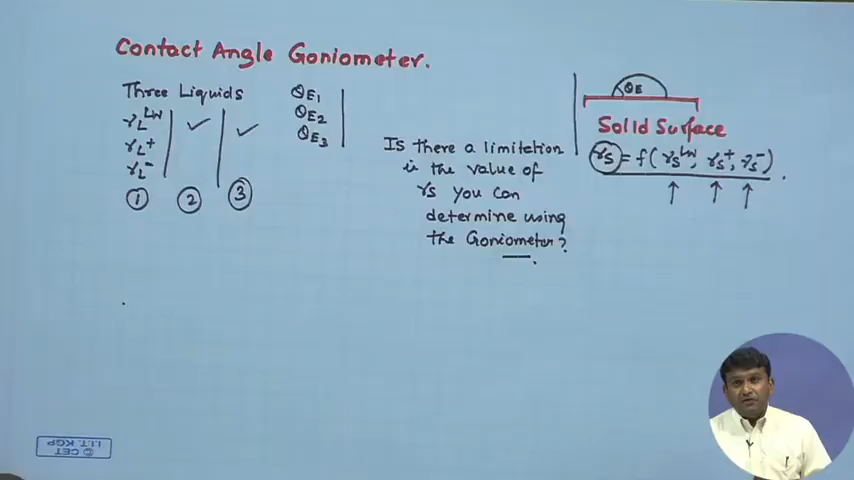 Contact Angle Goniometer.
Three Liquids
γL^LW
γL+
γL-
① ② ③
θE1
θE2
θE3
Is there a limitation
is the value of
γs you can
determine using
the Goniometer?
θE
Solid Surface
γs = f(γs^LW, γs+, γs-).
© CET
I.I.T. KGP